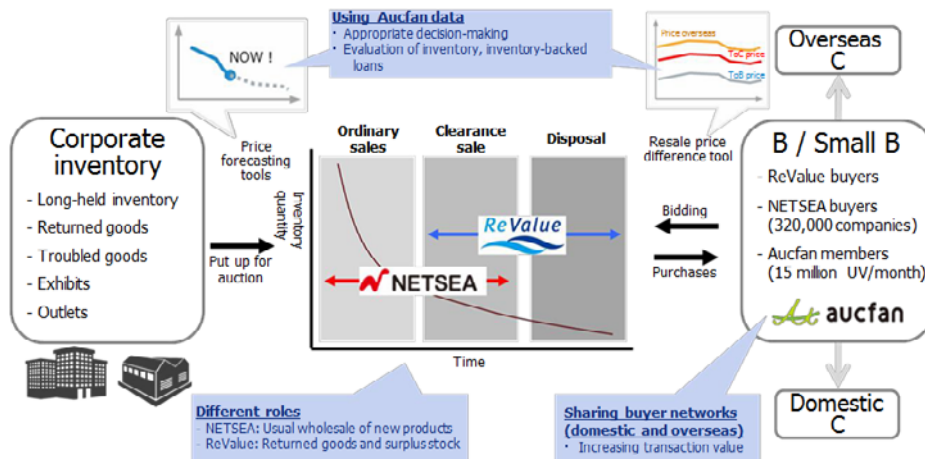 Using Aucfan data
· Appropriate decision-making
· Evaluation of inventory, inventory-backed
loans
NOW !
Price overseas
ToC price
ToB price
Overseas
C
Corporate
inventory
- Long-held inventory
- Returned goods
- Troubled goods
- Exhibits
- Outlets
Price
forecasting
tools
Put up for
auction
Ordinary
sales
Clearance
sale
Disposal
Inventory
quantity
ReValue
NETSEA
Time
Resale price
difference tool
Bidding
Purchases
B / Small B
- ReValue buyers
- NETSEA buyers
(320,000 companies)
- Aucfan members
(15 million UV/month)
aucfan
Domestic
C
Different roles
- NETSEA: Usual wholesale of new products
- ReValue: Returned goods and surplus stock
Sharing buyer networks
(domestic and overseas)
· Increasing transaction value